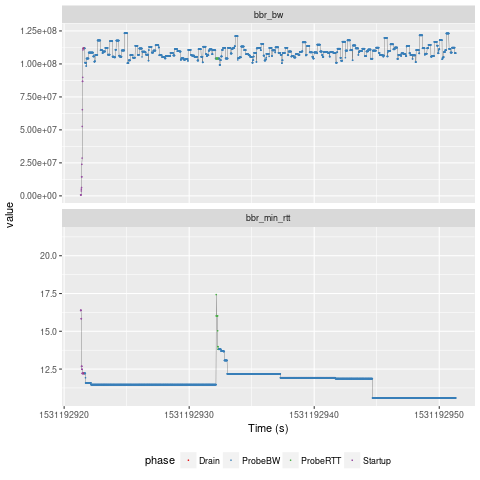 bbr_bw
1.25e+08
1.00e+08
7.50e+07
5.00e+07
2.50e+07
0.00e+00
value
bbr_min_rtt
20.0
17.5
15.0
12.5
1531192920 1531192930 1531192940 1531192950
Time (s)
phase Drain ProbeBW ProbeRTT Startup